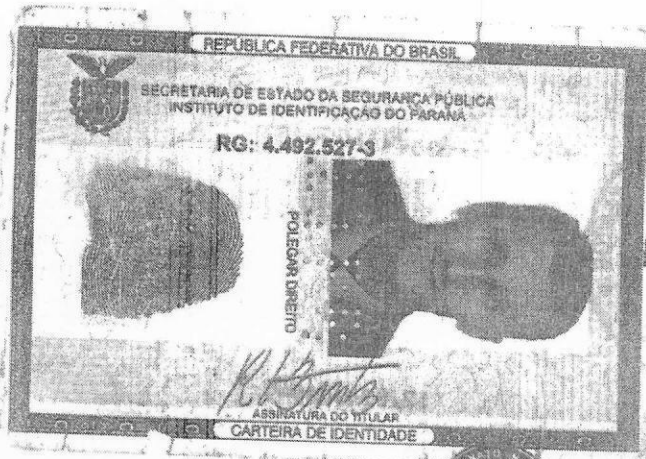 REPÚBLICA FEDERATIVA DO BRASIL
SECRETARIA DE ESTADO DA SEGURANÇA PÚBLICA
INSTITUTO DE IDENTIFICAÇÃO DO PARANÁ
RG: 4.492.527-3
POLEGAR DIREITO
ASSINATURA DO TITULAR
CARTEIRA DE IDENTIDADE